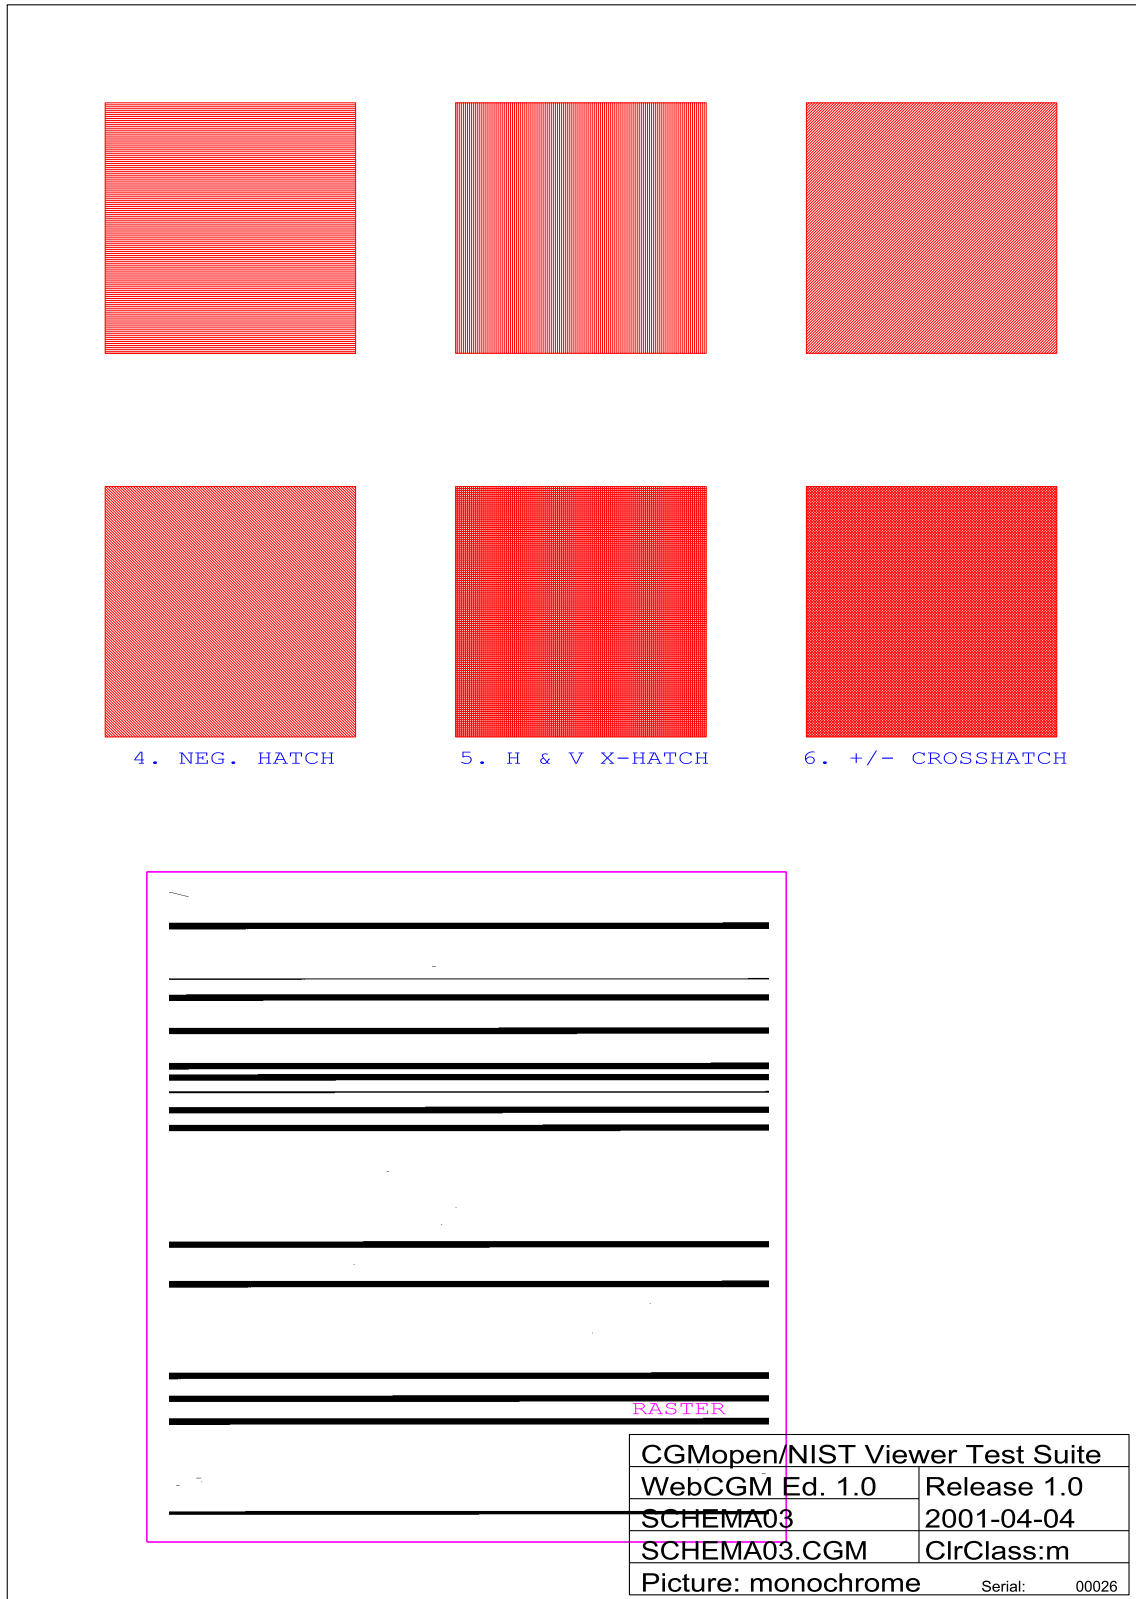 4. NEG. HATCH
5. H & V X-HATCH
6. +/- CROSSHATCH
RASTER
CGMopen/NIST Viewer Test Suite
WebCGM Ed. 1.0
Release 1.0
SCHEMA03
2001-04-04
SCHEMA03.CGM
ClrClass:m
Picture: monochrome
Serial: 00026